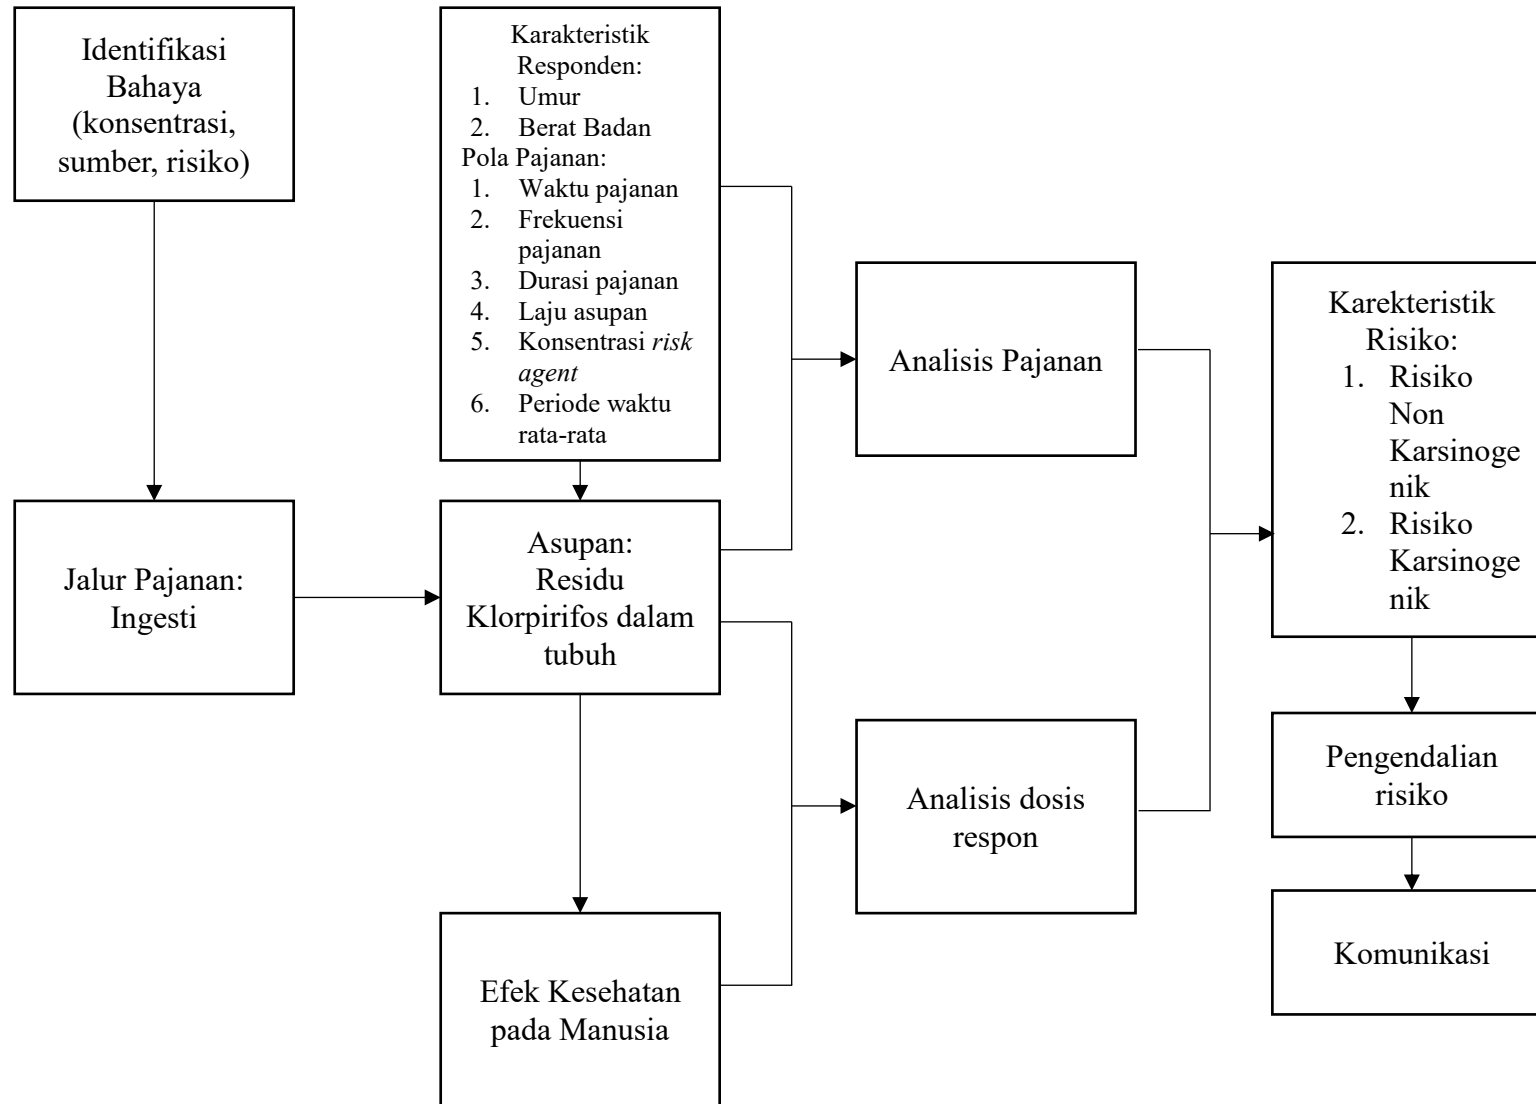 Identifikasi
Bahaya
(konsentrasi,
sumber, risiko)
Karakteristik
Responden:
1. Umur
2. Berat Badan
Pola Pajanan:
1. Waktu pajanan
2. Frekuensi
pajanan
3. Durasi pajanan
4. Laju asupan
5. Konsentrasi risk
agent
6. Periode waktu
rata-rata
Analisis Pajanan
Karekteristik
Risiko:
1. Risiko
Non
Karsinoge
nik
2. Risiko
Karsinoge
nik
Jalur Pajanan:
Ingesti
Asupan:
Residu
Klorpirifos dalam
tubuh
Analisis dosis
respon
Pengendalian
risiko
Komunikasi
Efek Kesehatan
pada Manusia